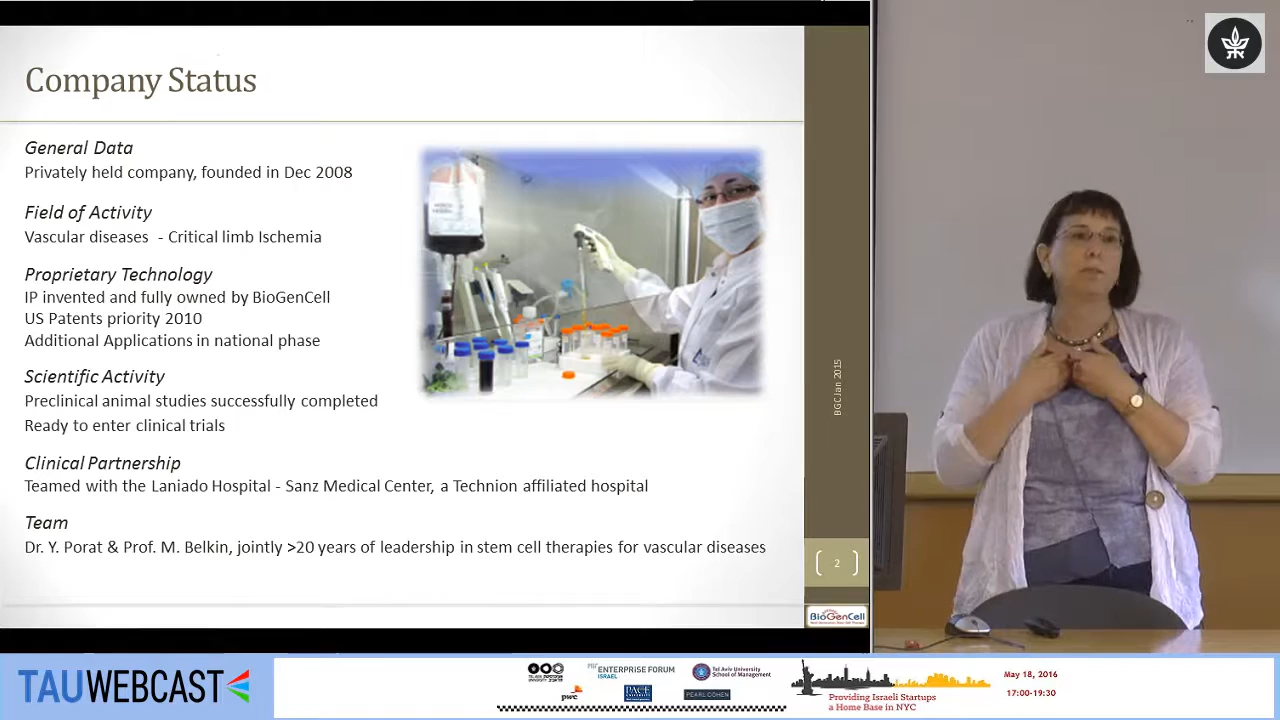 Company Status
General Data
Privately held company, founded in Dec 2008
Field of Activity
Vascular diseases - Critical limb Ischemia
Proprietary Technology
IP invented and fully owned by BioGenCell
US Patents priority 2010
Additional Applications in national phase
Scientific Activity
Preclinical animal studies successfully completed
Ready to enter clinical trials
Clinical Partnership
Teamed with the Laniado Hospital - Sanz Medical Center, a Technion affiliated hospital
Team
Dr. Y. Porat & Prof. M. Belkin, jointly >20 years of leadership in stem cell therapies for vascular diseases
BGC Jan 2015
2
BioGenCell
TAUWEBCAST
MIT
ENTERPRISE FORUM
ISRAEL
Tel Aviv University
School of Management
pwc
PACE
PEARL COHEN
Providing Israeli Startups
a Home Base in NYC
May 18, 2016
17:00-19:30